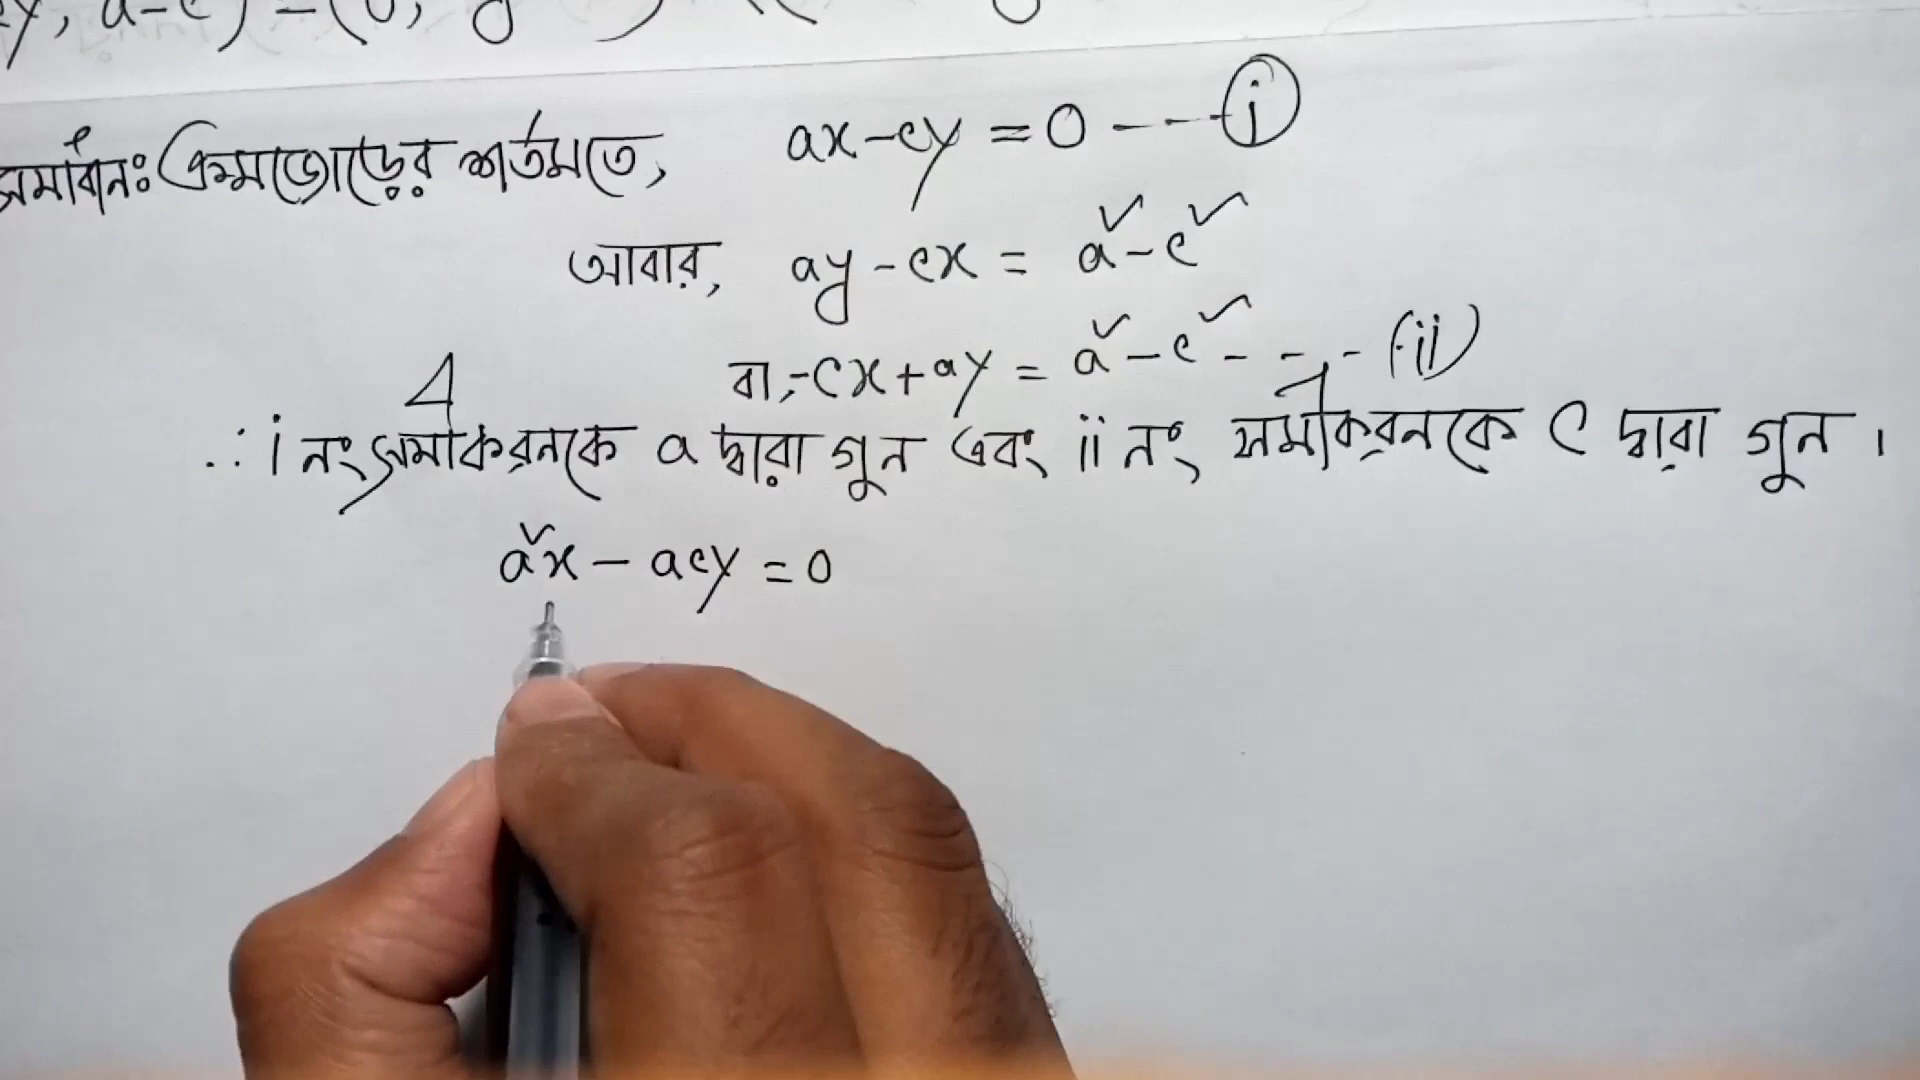 সমাধানঃ ক্রমজোড়ের শর্তমতে, ax-cy=0 --- i
আবার, ay-cx = a²-c²
বা,-cx+ay = a²-c² - - - (ii)
∴ i নং সমীকরনকে a দ্বারা গুন এবং ii নং সমীকরনকে c দ্বারা গুন ।
a²x - acy = 0